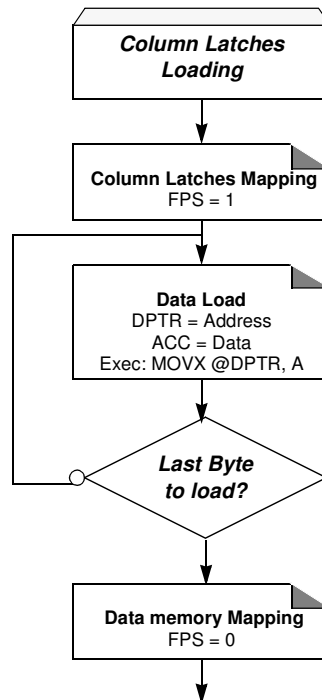 Column Latches
Loading
Column Latches Mapping
FPS = 1
Data Load
DPTR = Address
ACC = Data
Exec: MOVX @DPTR, A
Last Byte
to load?
Data memory Mapping
FPS = 0